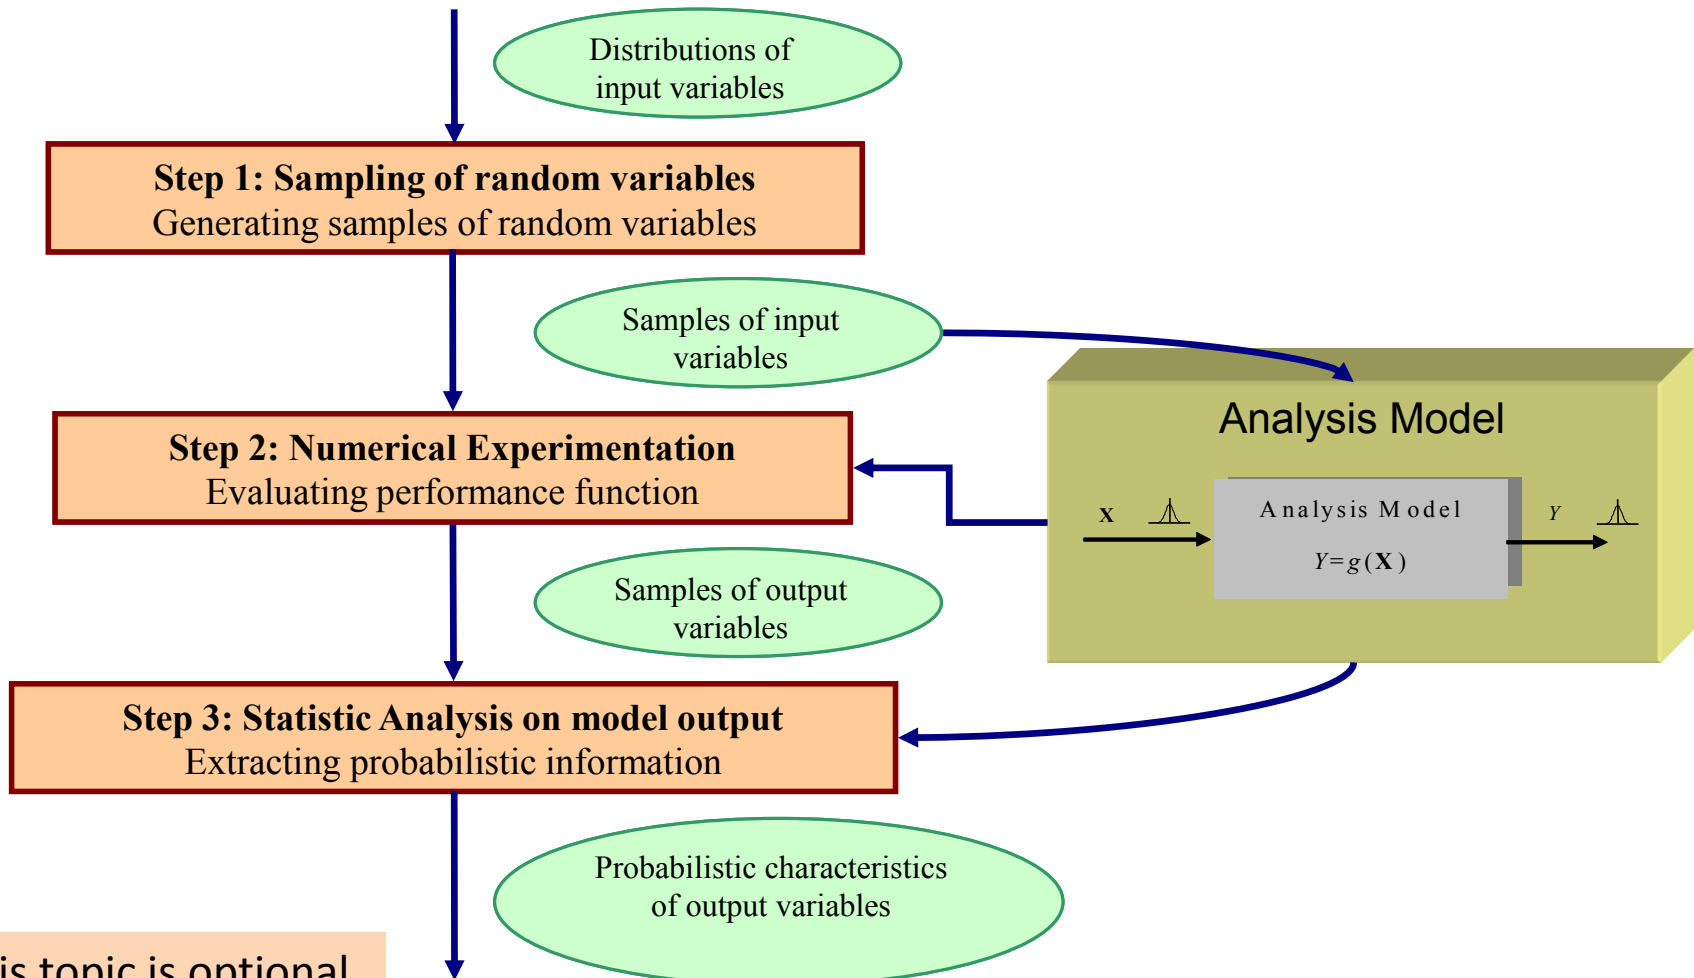 Distributions of
input variables
Step 1: Sampling of random variables
Generating samples of random variables
Samples of input
variables
Analysis Model
Step 2: Numerical Experimentation
Evaluating performance function
X
Analysis Model
Y
Y=g(X)
Samples of output
variables
Step 3: Statistic Analysis on model output
Extracting probabilistic information
Probabilistic characteristics
of output variables
topic is optional